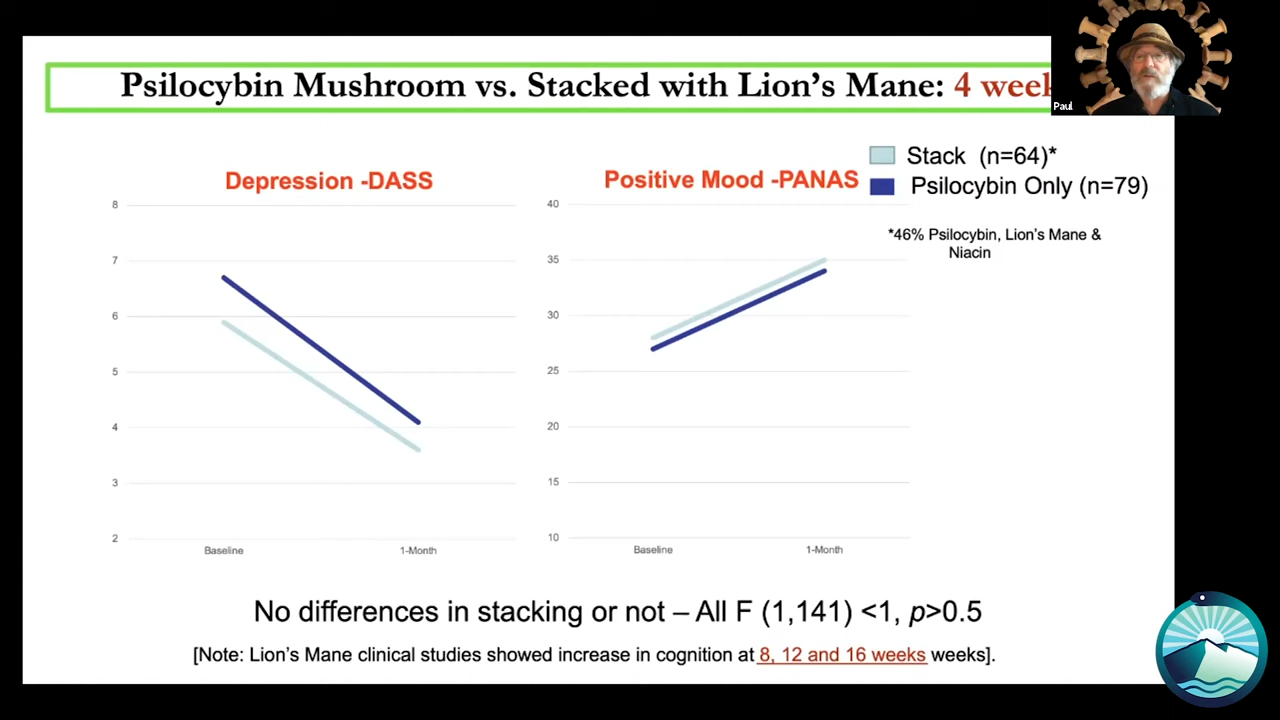 Psilocybin Mushroom vs. Stacked with Lion's Mane: 4 week
Paul
Depression -DASS
8
7
6
5
4
3
2
Baseline 1-Month
Positive Mood -PANAS
40
35
30
25
20
15
10
Baseline 1-Month
Stack (n=64)*
Psilocybin Only (n=79)
*46% Psilocybin, Lion's Mane &
Niacin
No differences in stacking or not – All F (1,141) <1, p>0.5
[Note: Lion's Mane clinical studies showed increase in cognition at 8, 12 and 16 weeks weeks].